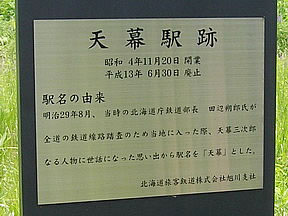 天幕駅跡
昭和 4年11月20日 開業
平成13年 6月30日 廃止
駅名の由来
明治29年8月、当時の北海道庁鉄道部長 田辺朔郎氏が
全道の鉄道線路踏査のため当地に入った際、天幕三次郎
なる人物に世話になった思い出から駅名を「天幕」とした。
北海道旅客鉄道株式会社旭川支社